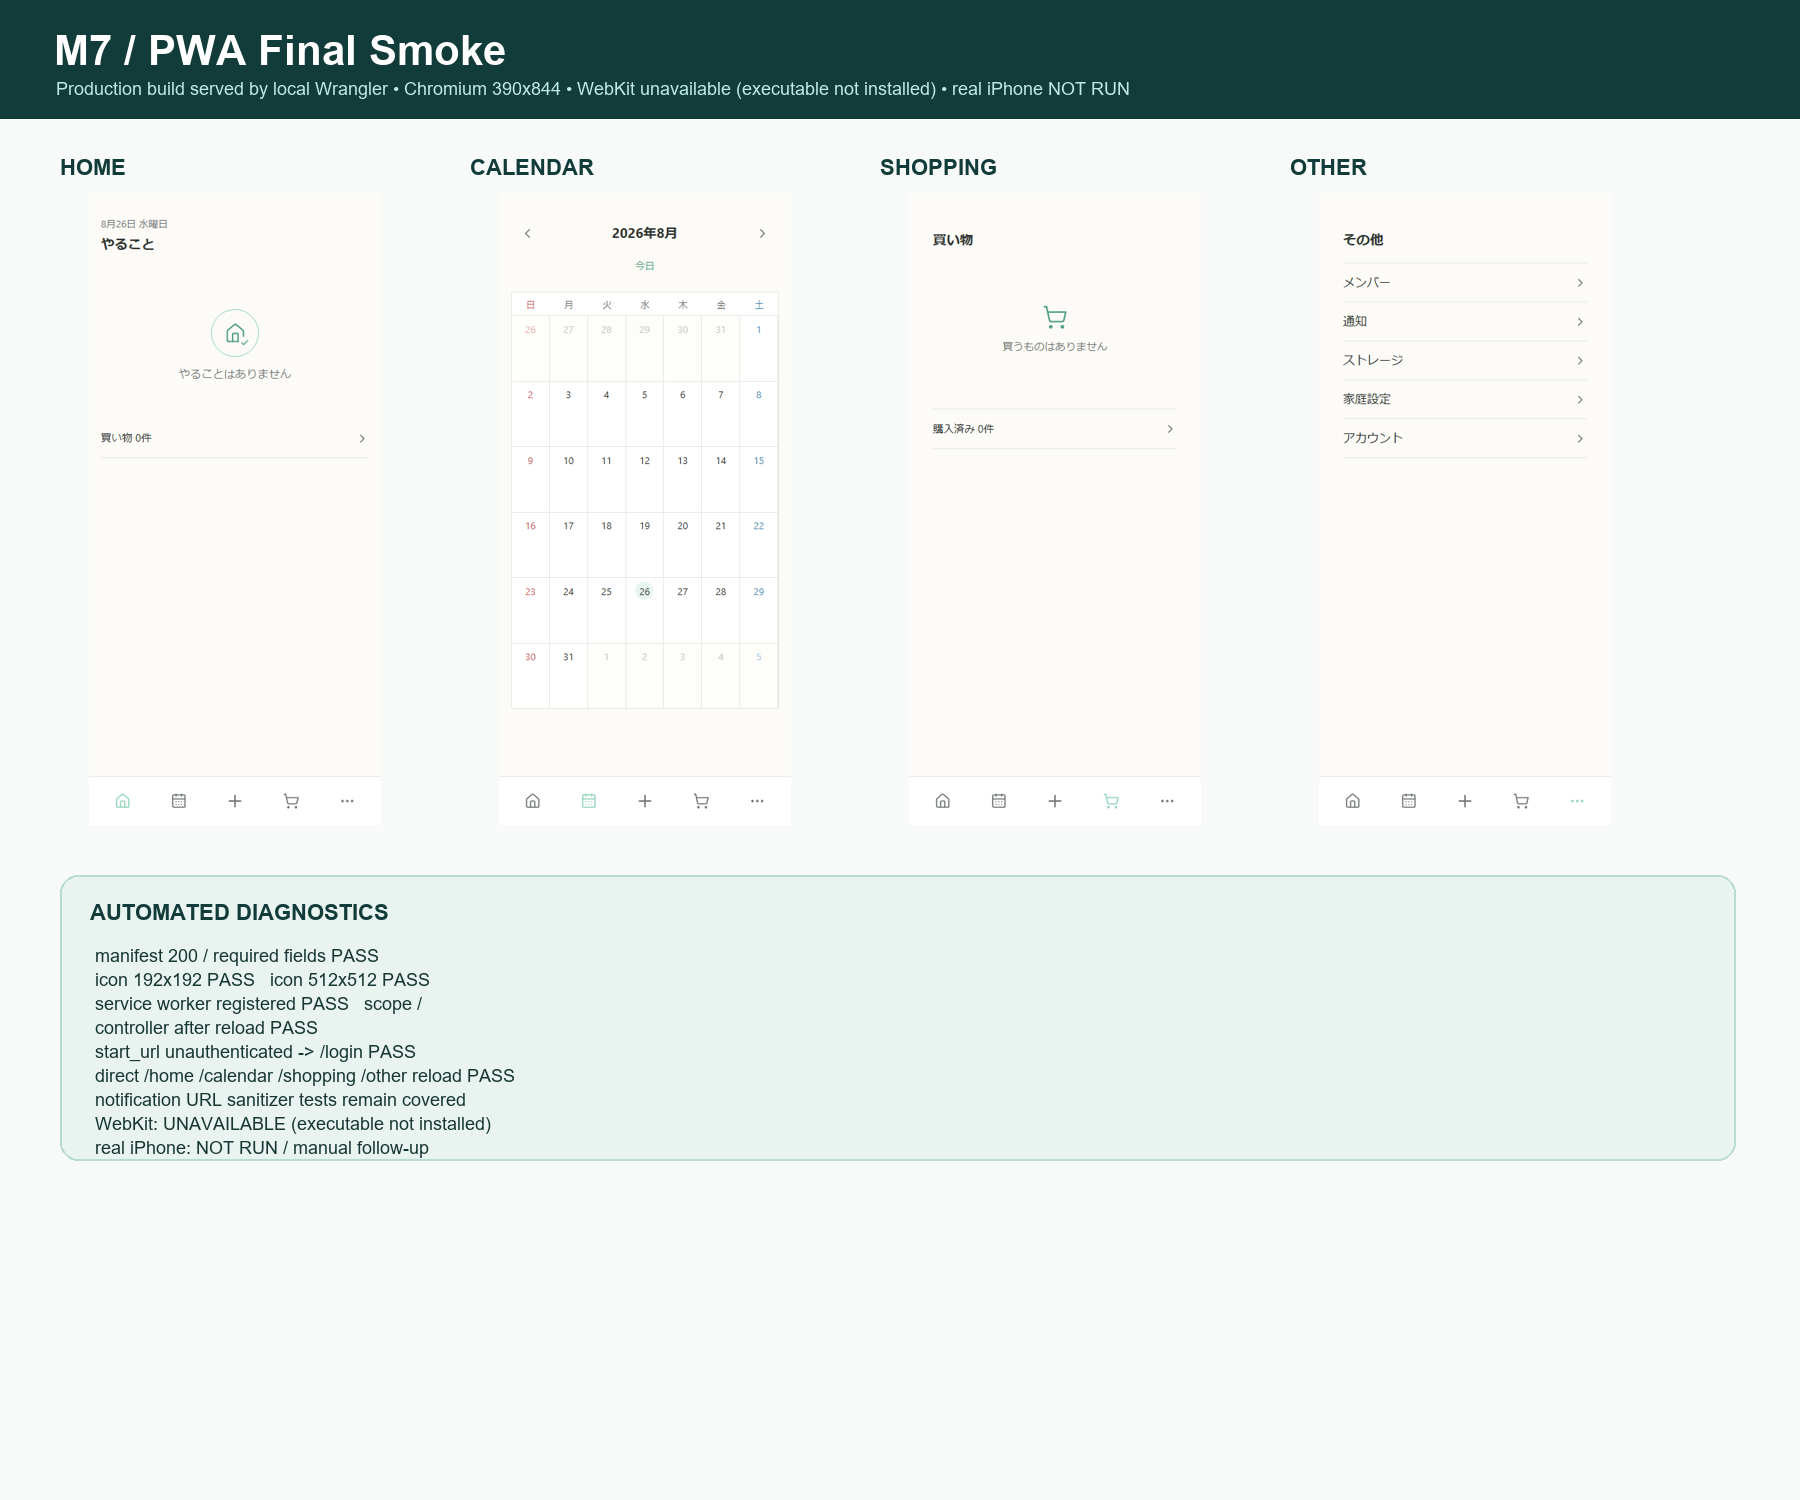 M7 / PWA Final Smoke
Production build served by local Wrangler • Chromium 390x844 • WebKit unavailable (executable not installed) • real iPhone NOT RUN
HOME
8月26日 水曜日
やること
やることはありません
買い物 0件
CALENDAR
2026年8月
今日
日 月 火 水 木 金 土
26 27 28 29 30 31 1
2 3 4 5 6 7 8
9 10 11 12 13 14 15
16 17 18 19 20 21 22
23 24 25 26 27 28 29
30 31 1 2 3 4 5
SHOPPING
買い物
買うものはありません
購入済み 0件
OTHER
その他
メンバー
通知
ストレージ
家庭設定
アカウント
AUTOMATED DIAGNOSTICS
manifest 200 / required fields PASS
icon 192x192 PASS icon 512x512 PASS
service worker registered PASS scope /
controller after reload PASS
start_url unauthenticated -> /login PASS
direct /home /calendar /shopping /other reload PASS
notification URL sanitizer tests remain covered
WebKit: UNAVAILABLE (executable not installed)
real iPhone: NOT RUN / manual follow-up